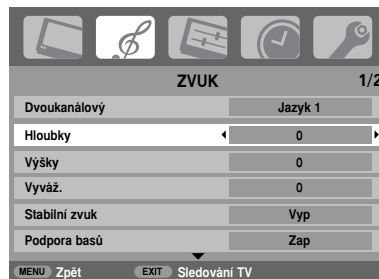 ZVUK 1/2
Dvoukanálový Jazyk 1
Hloubky 0
Výšky 0
Vyváž. 0
Stabilní zvuk Vyp
Podpora basů Zap
MENU Zpět EXIT Sledování TV